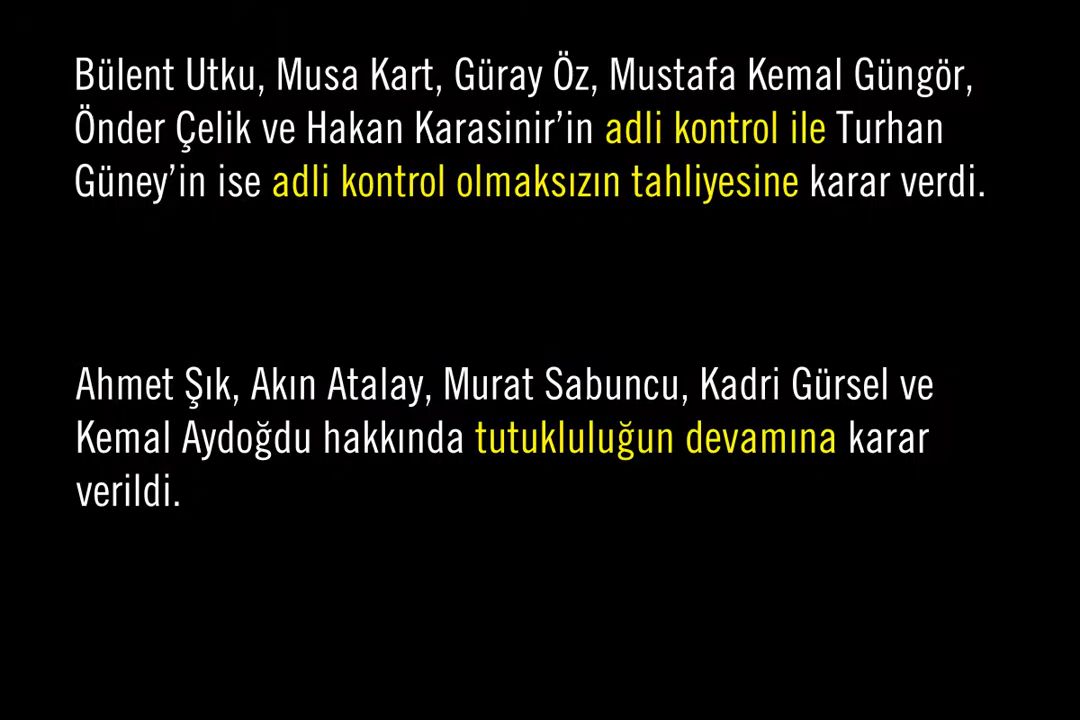 Bülent Utku, Musa Kart, Güray Öz, Mustafa Kemal Güngör,
Önder Çelik ve Hakan Karasinir’in adli kontrol ile Turhan
Güney’in ise adli kontrol olmaksızın tahliyesine karar verdi.
Ahmet Şık, Akın Atalay, Murat Sabuncu, Kadri Gürsel ve
Kemal Aydoğdu hakkında tutukluluğun devamına karar
verildi.